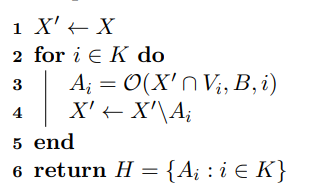 1 X′ ← X
2 for i ∈ K do
3 A_i = 𝒪(X′ ∩ V_i, B, i)
4 X′ ← X′\A_i
5 end
6 return H = {A_i : i ∈ K}